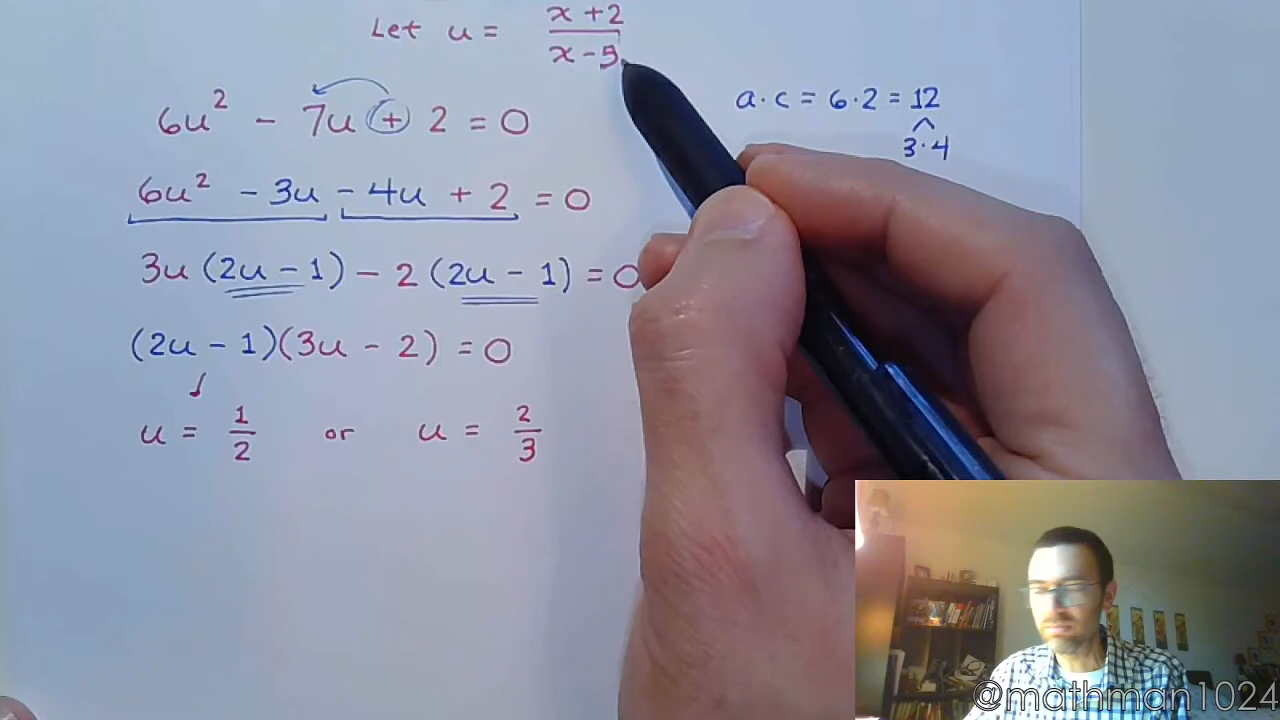 Let u = x + 2 / x - 5
6u² - 7u + 2 = 0
a · c = 6 · 2 = 12
3 · 4
6u² - 3u - 4u + 2 = 0
3u (2u - 1) - 2 (2u - 1) = 0
(2u - 1)(3u - 2) = 0
u = 1/2 or u = 2/3
@mathman1024